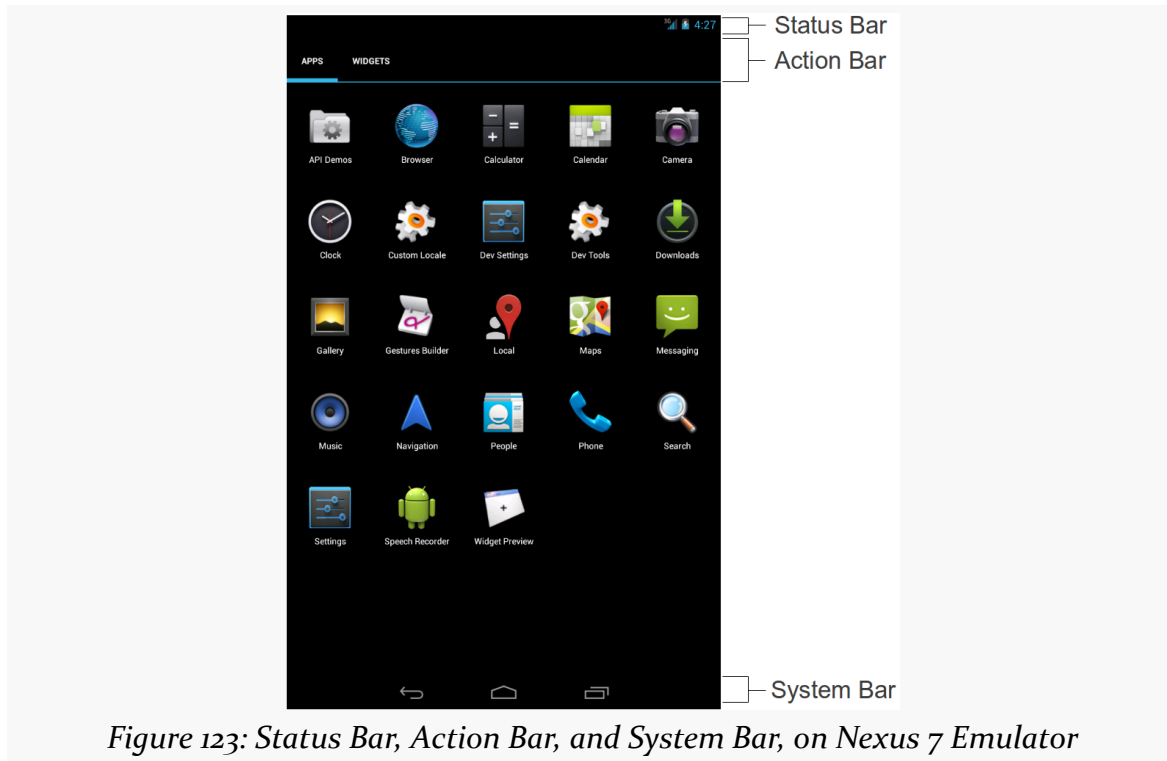 3G 4:27 Status Bar
Action Bar
APPS WIDGETS
API Demos Browser Calculator Calendar Camera
Clock Custom Locale Dev Settings Dev Tools Downloads
Gallery Gestures Builder Local Maps Messaging
Music Navigation People Phone Search
Settings Speech Recorder Widget Preview
System Bar
Figure 123: Status Bar, Action Bar, and System Bar, on Nexus 7 Emulator